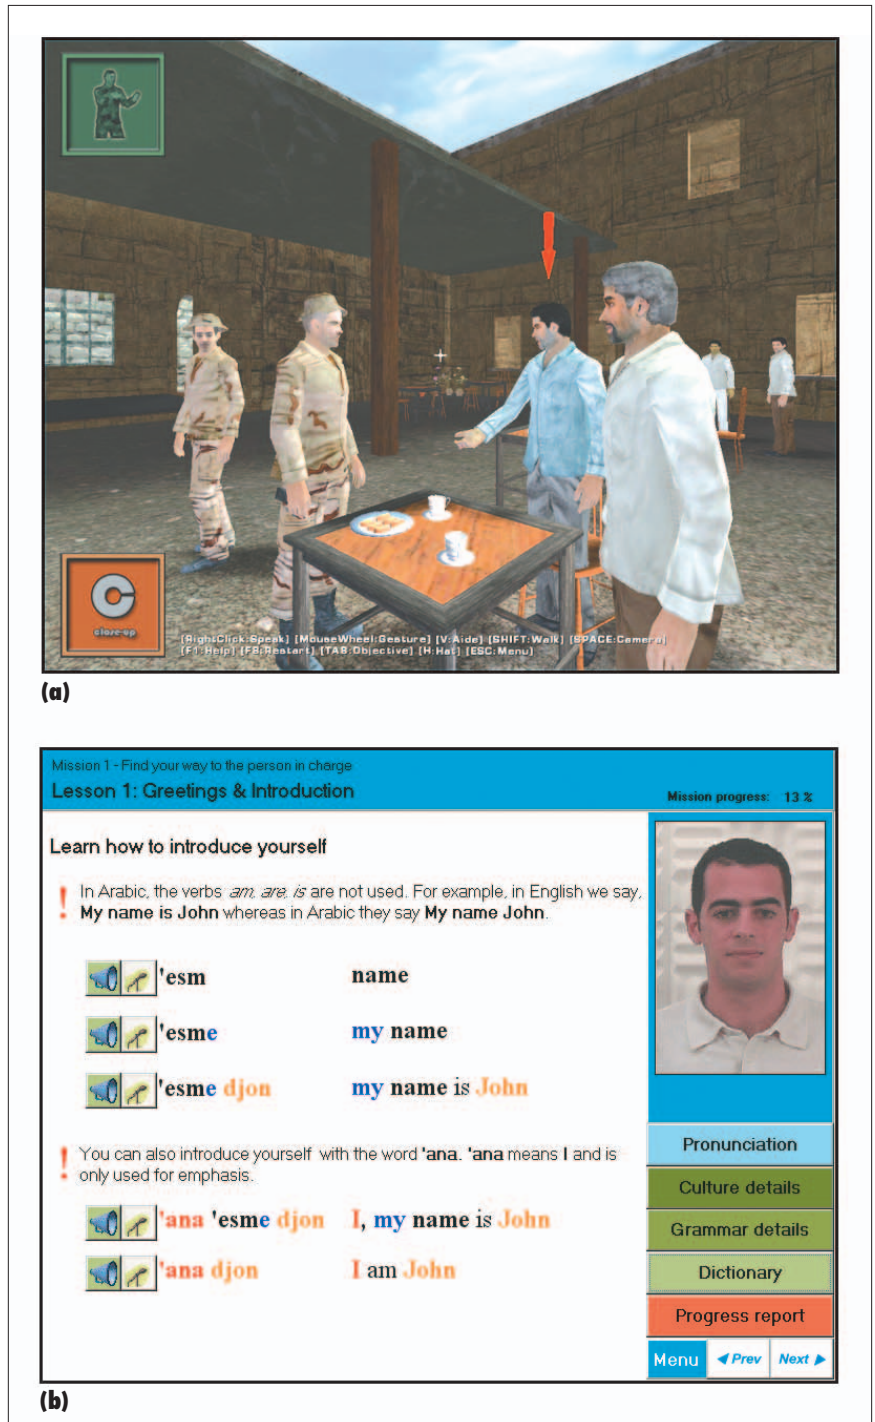 close-up
[RighsClick:Speak] [MouseWheel:Gesture] [V:Aide] [SHIFT:Walk] [SPACE:Camera]
[F1:Help] [F8:Restart] [TAB:Objective] [H:Hat] [ESC:Menu]
(a)
Mission 1 - Find your way to the person in charge
Lesson 1: Greetings & Introduction
Mission progress: 13 %
Learn how to introduce yourself
! In Arabic, the verbs am, are, is are not used. For example, in English we say,
My name is John whereas in Arabic they say My name John.
'esm name
'esme my name
'esme djon my name is John
! You can also introduce yourself with the word 'ana. 'ana means I and is
only used for emphasis.
'ana 'esme djon I, my name is John
'ana djon I am John
Pronunciation
Culture details
Grammar details
Dictionary
Progress report
Menu Prev Next
(b)